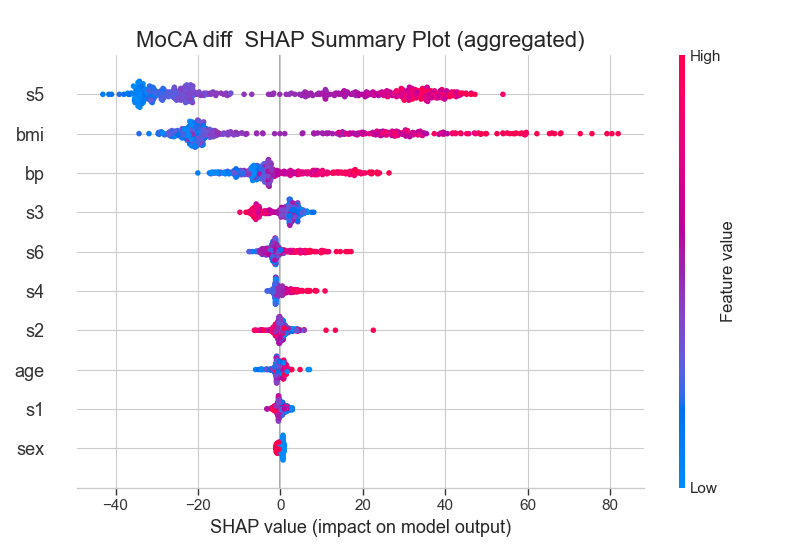 MoCA diff  SHAP Summary Plot (aggregated)
High
s5
bmi
bp
s3
s6
s4
s2
age
s1
sex
Feature value
Low
−40
−20
0
20
40
60
80
SHAP value (impact on model output)